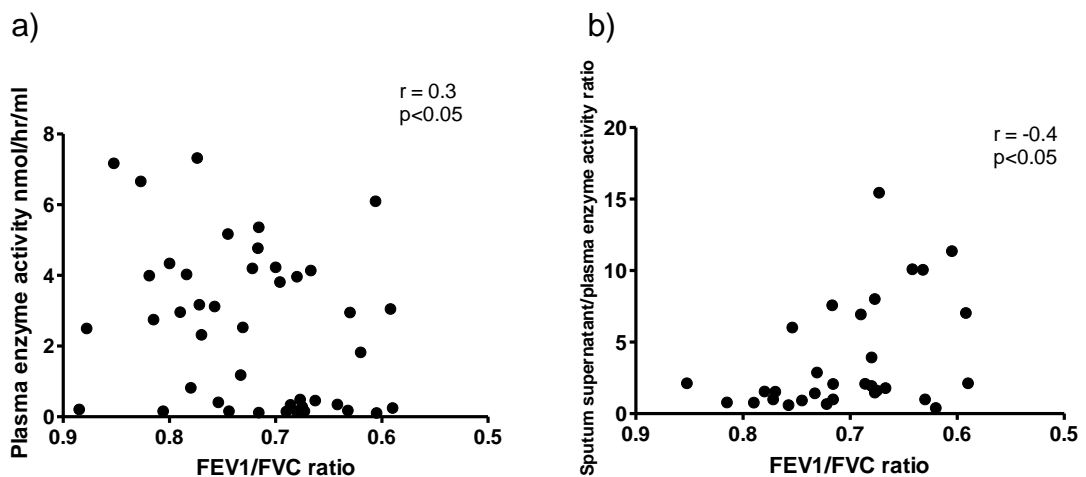 a)
r = 0.3
p<0.05
Plasma enzyme activity nmol/hr/ml
8
6
4
2
0
0.9 0.8 0.7 0.6 0.5
FEV1/FVC ratio
b)
r = -0.4
p<0.05
Sputum supernatant/plasma enzyme activity ratio
20
15
10
5
0
0.9 0.8 0.7 0.6 0.5
FEV1/FVC ratio